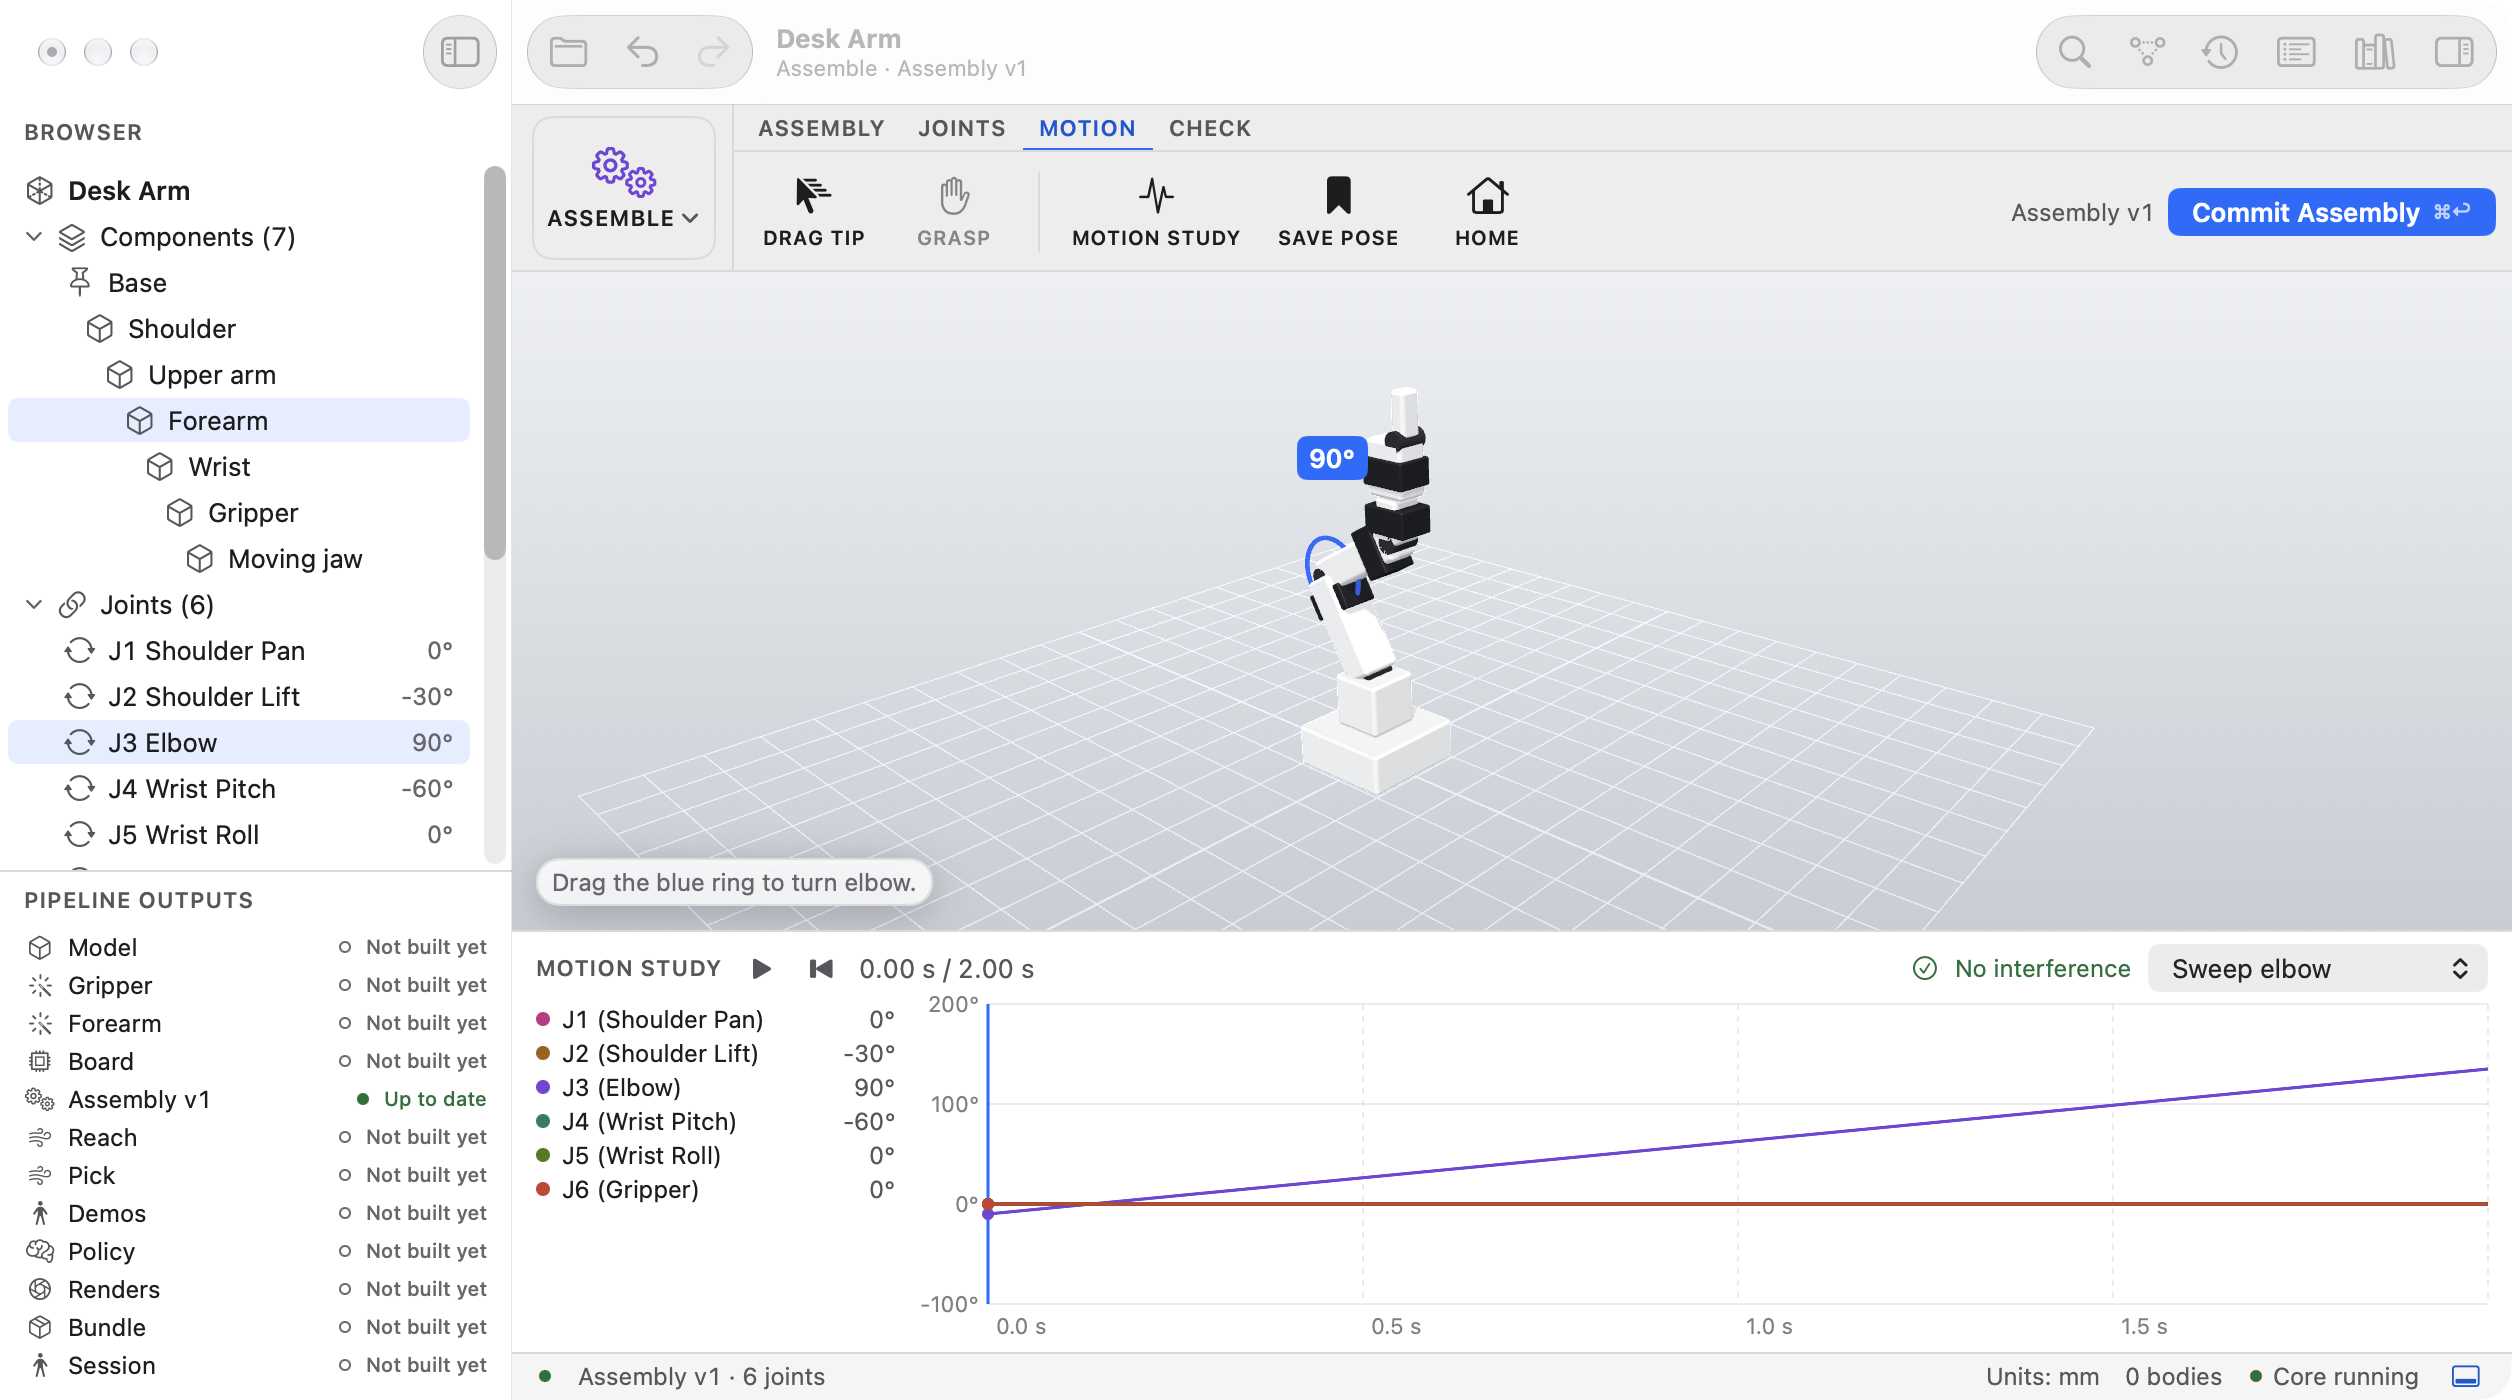 Desk Arm
Assemble · Assembly v1
BROWSER
Desk Arm
Components (7)
Base
Shoulder
Upper arm
Forearm
Wrist
Gripper
Moving jaw
Joints (6)
J1 Shoulder Pan 0°
J2 Shoulder Lift -30°
J3 Elbow 90°
J4 Wrist Pitch -60°
J5 Wrist Roll 0°
PIPELINE OUTPUTS
Model Not built yet
Gripper Not built yet
Forearm Not built yet
Board Not built yet
Assembly v1 Up to date
Reach Not built yet
Pick Not built yet
Demos Not built yet
Policy Not built yet
Renders Not built yet
Bundle Not built yet
Session Not built yet
ASSEMBLE
ASSEMBLY JOINTS MOTION CHECK
DRAG TIP GRASP MOTION STUDY SAVE POSE HOME
Assembly v1 Commit Assembly ⌘↩
90°
Drag the blue ring to turn elbow.
MOTION STUDY 0.00 s / 2.00 s No interference Sweep elbow
J1 (Shoulder Pan) 0°
J2 (Shoulder Lift) -30°
J3 (Elbow) 90°
J4 (Wrist Pitch) -60°
J5 (Wrist Roll) 0°
J6 (Gripper) 0°
200°
100°
0°
-100°
0.0 s 0.5 s 1.0 s 1.5 s
Assembly v1 · 6 joints Units: mm 0 bodies Core running